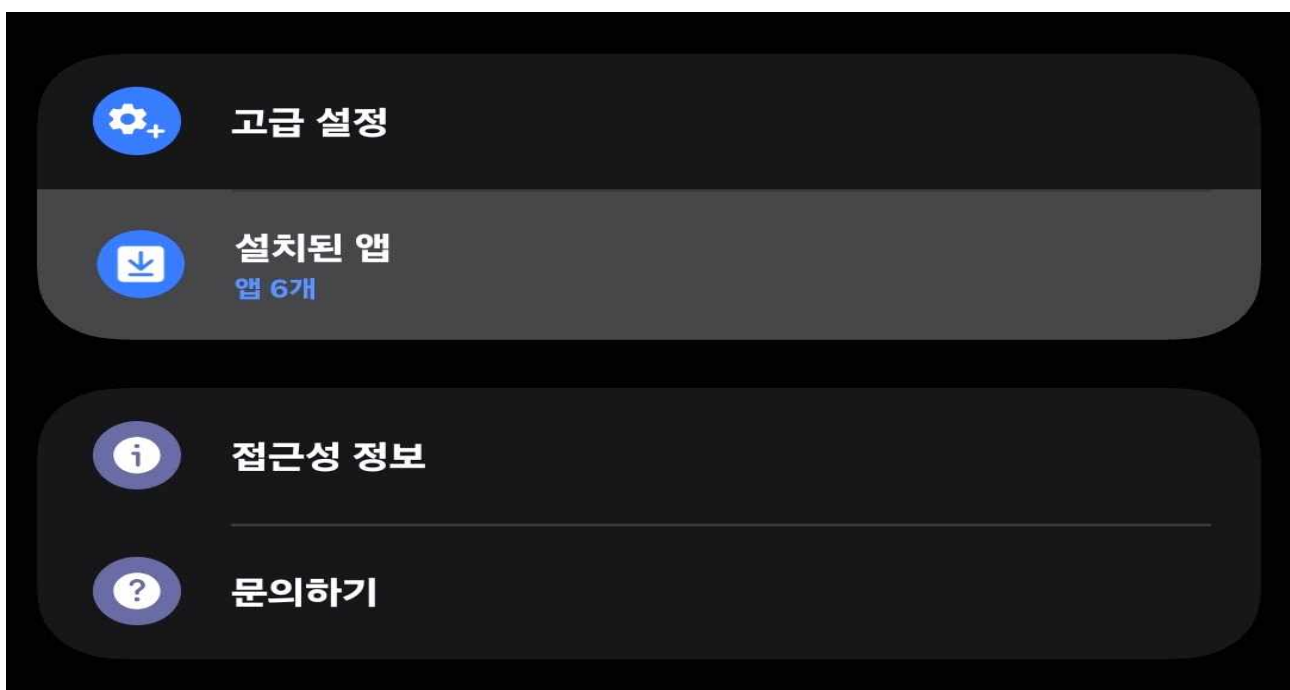 고급 설정
설치된 앱
앱 6개
접근성 정보
문의하기